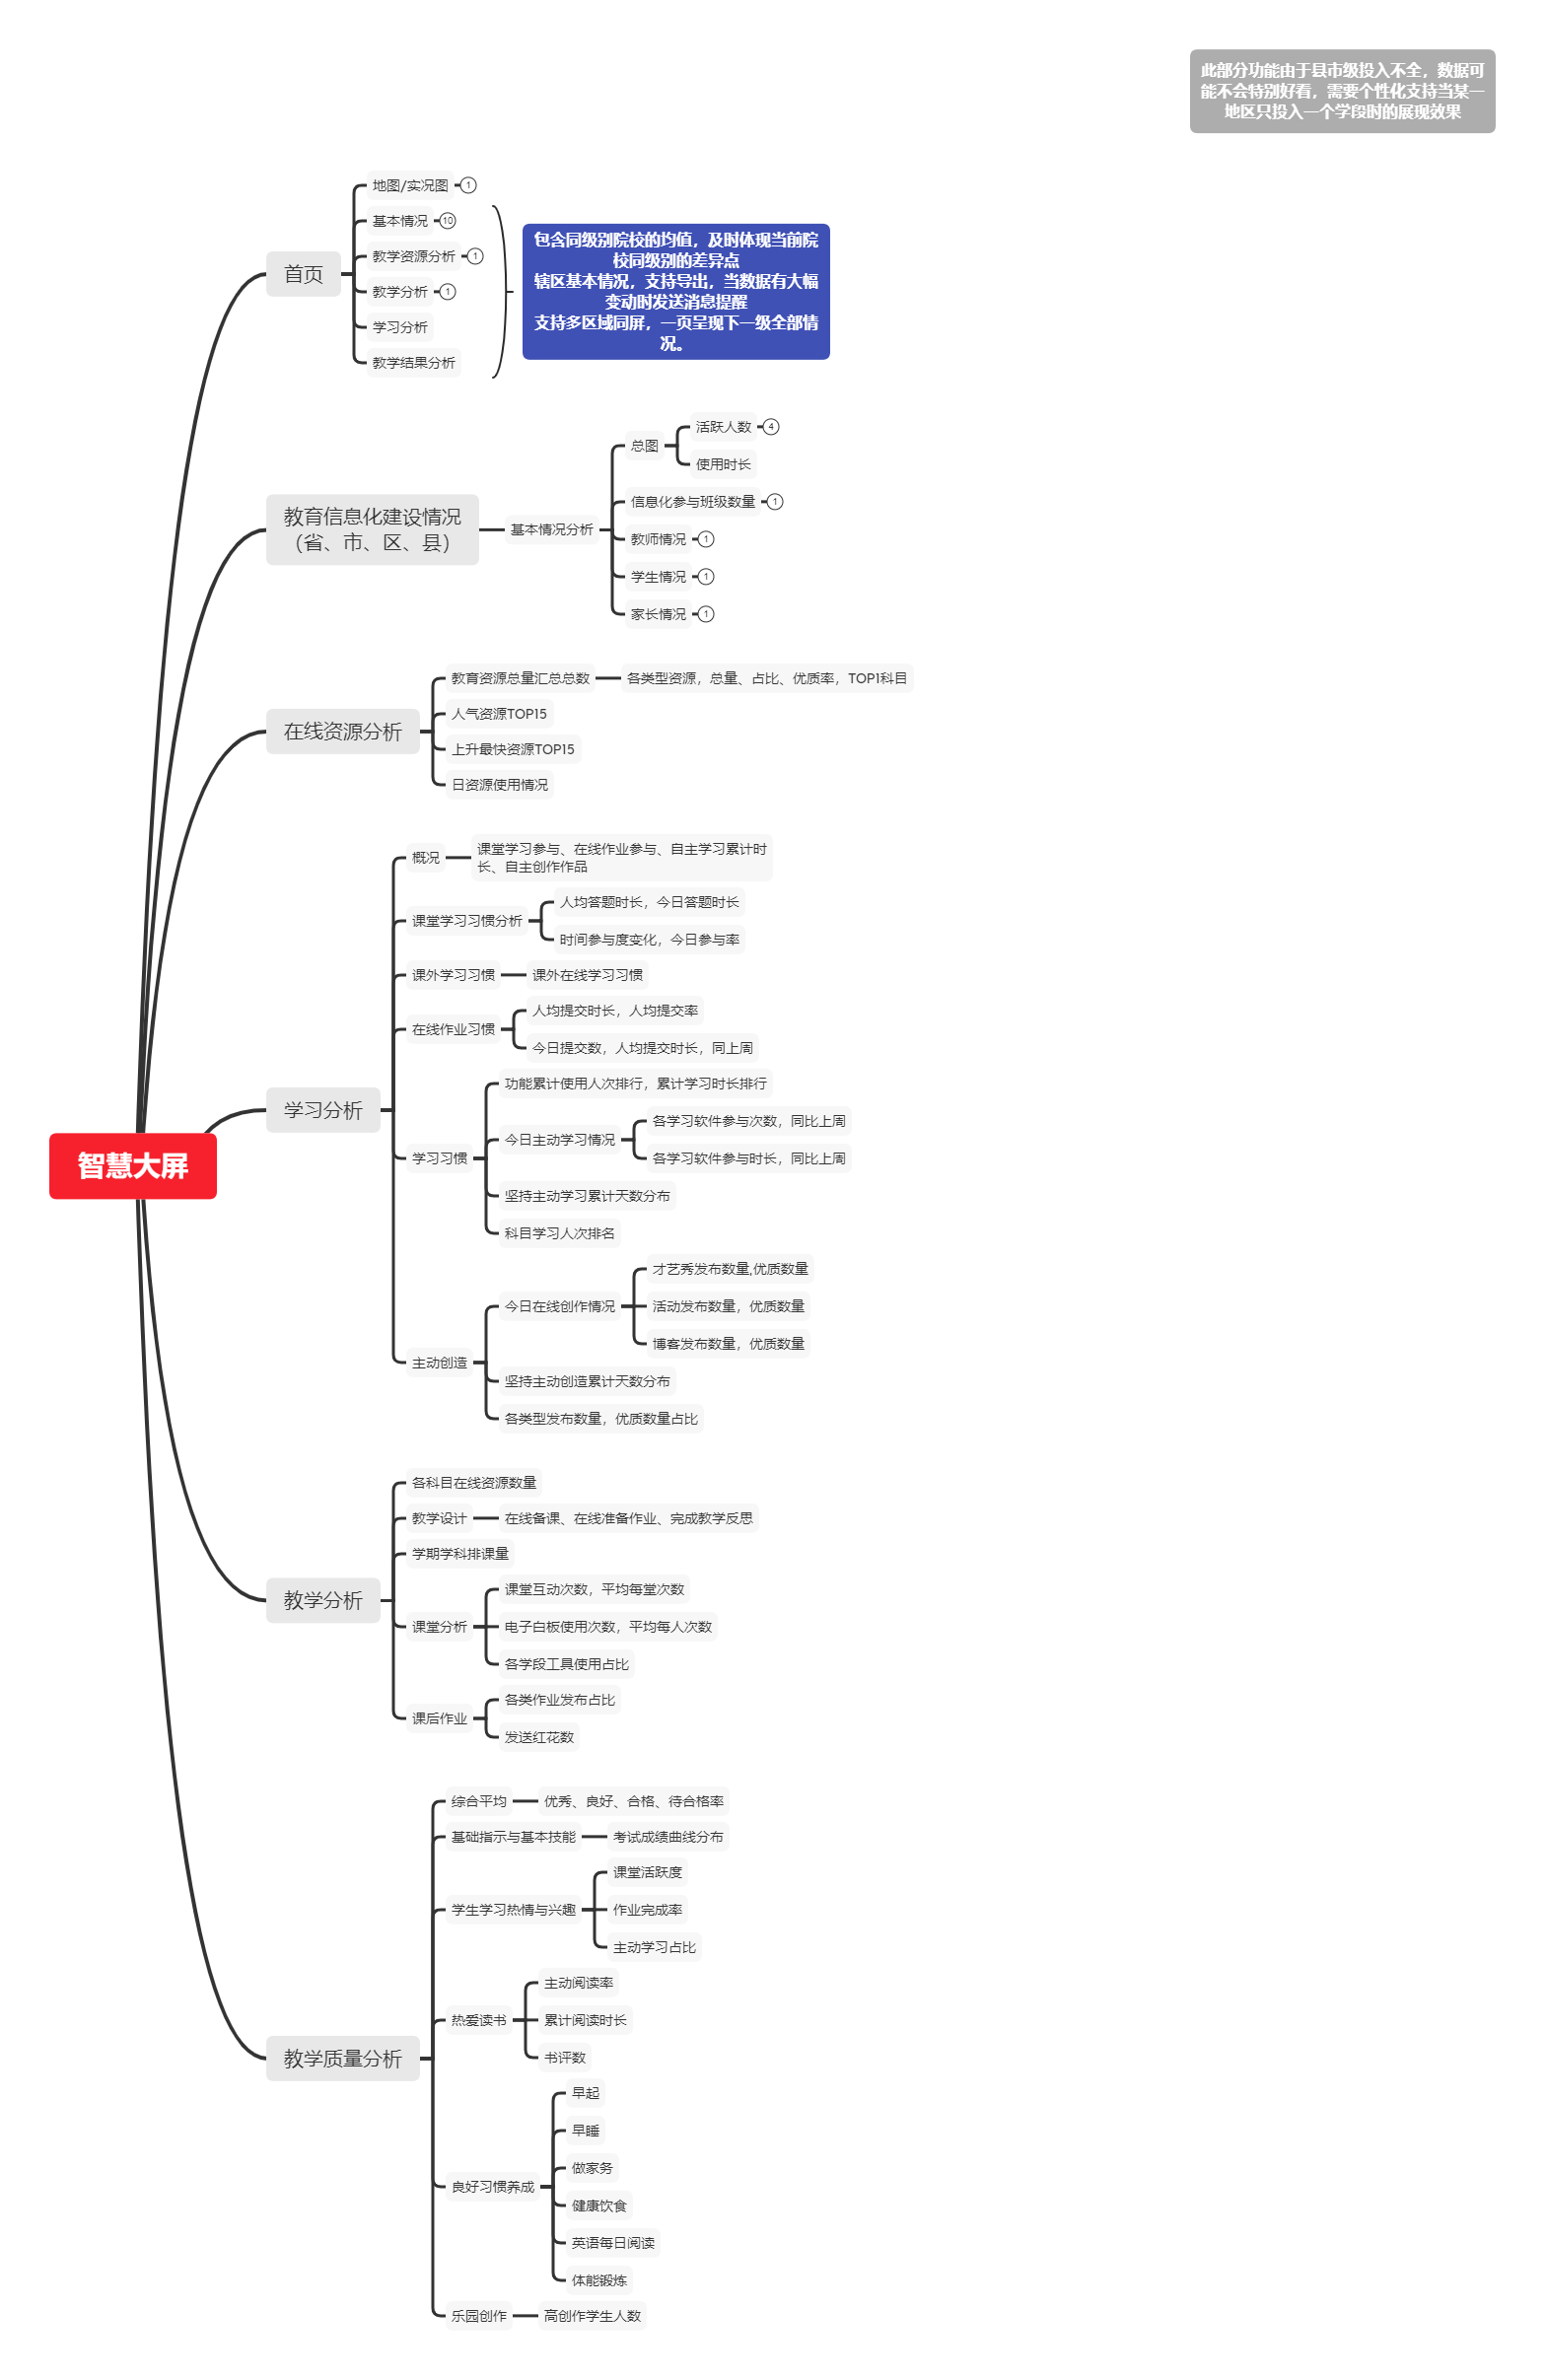 此部分功能由于县市级投入不全，数据可
能不会特别好看，需要个性化支持当某一
地区只投入一个学段时的展现效果
智慧大屏
首页
地图/实况图
1
基本情况
10
教学资源分析
1
教学分析
1
学习分析
教学结果分析
包含同级别院校的均值，及时体现当前院
校同级别的差异点
辖区基本情况，支持导出，当数据有大幅
变动时发送消息提醒
支持多区域同屏，一页呈现下一级全部情
况。
教育信息化建设情况
（省、市、区、县）
基本情况分析
总图
活跃人数
4
使用时长
信息化参与班级数量
1
教师情况
1
学生情况
1
家长情况
1
在线资源分析
教育资源总量汇总总数
各类型资源，总量、占比、优质率，TOP1科目
人气资源TOP15
上升最快资源TOP15
日资源使用情况
学习分析
概况
课堂学习参与、在线作业参与、自主学习累计时
长、自主创作作品
课堂学习习惯分析
人均答题时长，今日答题时长
时间参与度变化，今日参与率
课外学习习惯
课外在线学习习惯
在线作业习惯
人均提交时长，人均提交率
今日提交数，人均提交时长，同上周
学习习惯
功能累计使用人次排行，累计学习时长排行
今日主动学习情况
各学习软件参与次数，同比上周
各学习软件参与时长，同比上周
坚持主动学习累计天数分布
科目学习人次排名
主动创造
今日在线创作情况
才艺秀发布数量,优质数量
活动发布数量，优质数量
博客发布数量，优质数量
坚持主动创造累计天数分布
各类型发布数量，优质数量占比
教学分析
各科目在线资源数量
教学设计
在线备课、在线准备作业、完成教学反思
学期学科排课量
课堂分析
课堂互动次数，平均每堂次数
电子白板使用次数，平均每人次数
各学段工具使用占比
课后作业
各类作业发布占比
发送红花数
教学质量分析
综合平均
优秀、良好、合格、待合格率
基础指示与基本技能
考试成绩曲线分布
学生学习热情与兴趣
课堂活跃度
作业完成率
主动学习占比
热爱读书
主动阅读率
累计阅读时长
书评数
良好习惯养成
早起
早睡
做家务
健康饮食
英语每日阅读
体能锻炼
乐园创作
高创作学生人数